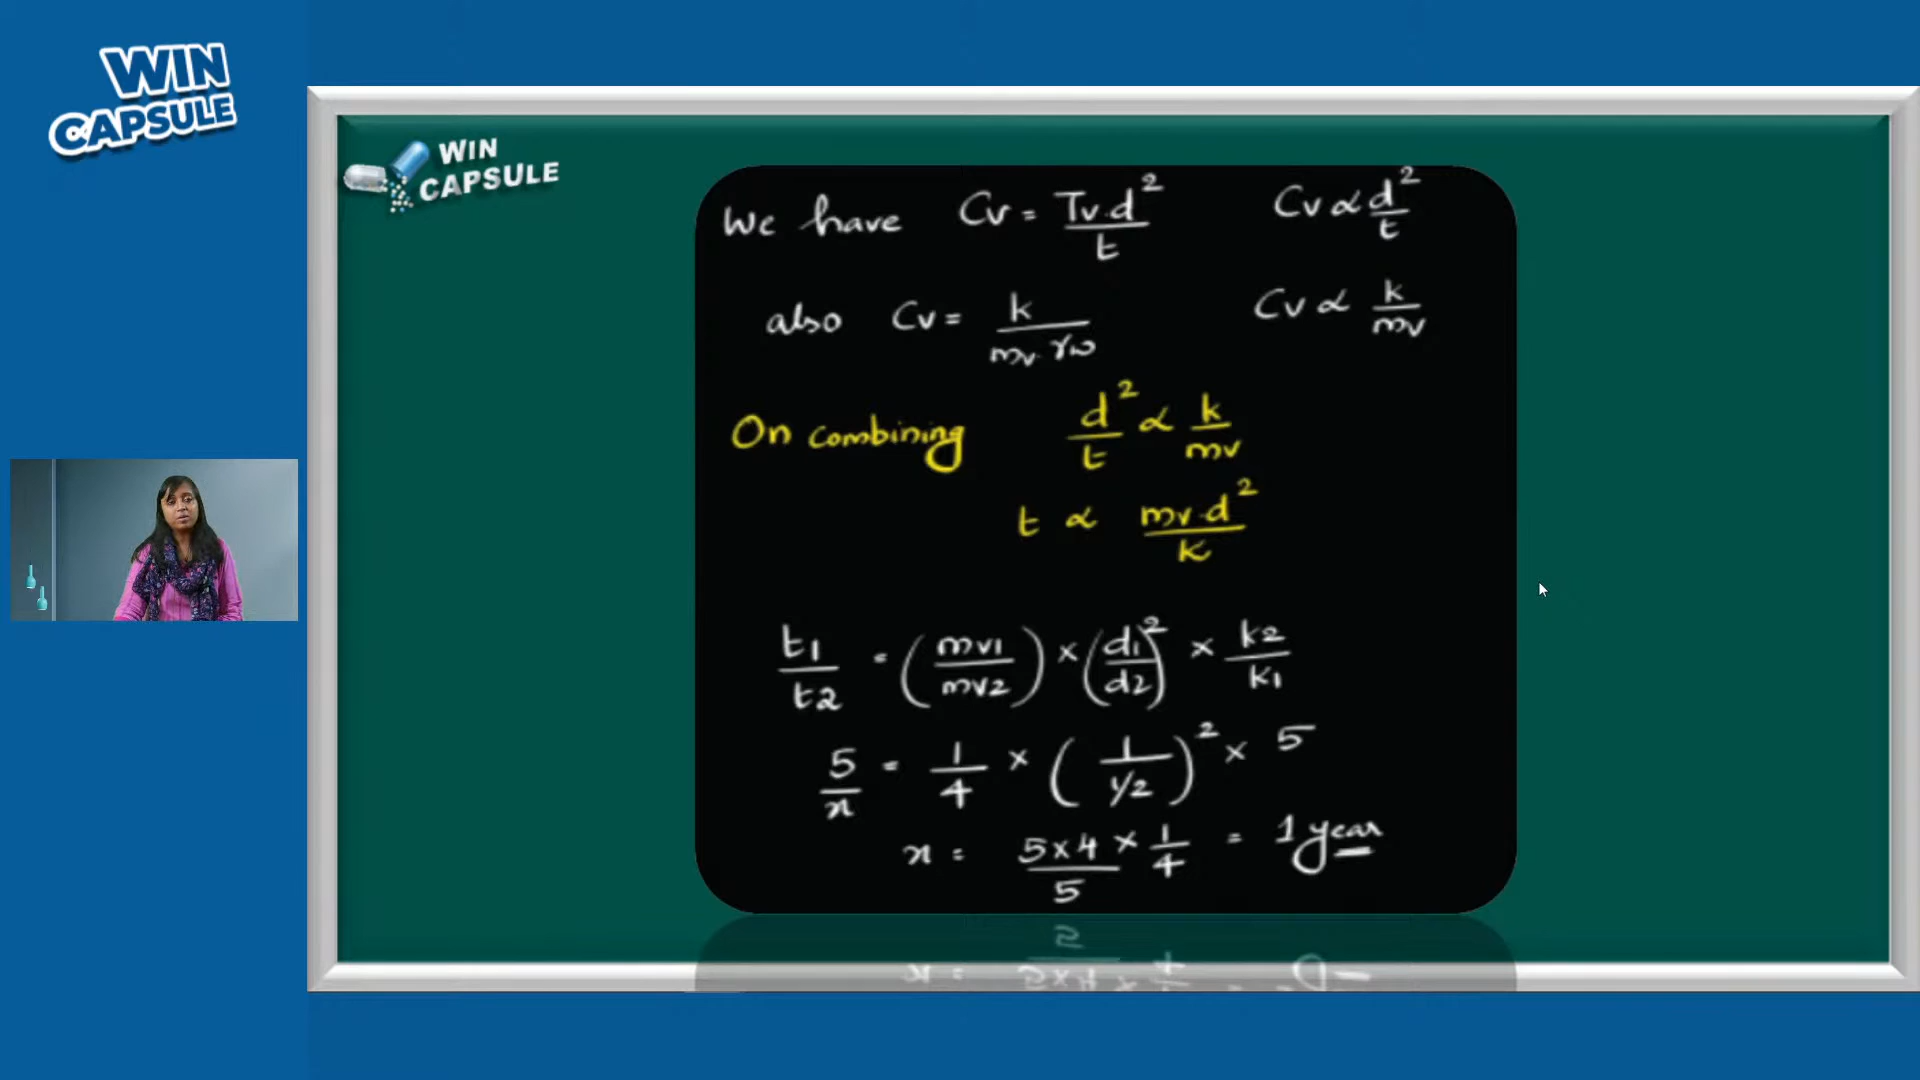 WIN
CAPSULE
WIN
CAPSULE
We have Cv = Tv.d² / t Cv ∝ d² / t
also Cv = k / mv γw Cv ∝ k / mv
On combining d² / t ∝ k / mv
t ∝ mv.d² / k
t1 / t2 = (mv1 / mv2) × (d1 / d2)² × k2 / k1
5 / x = 1 / 4 × (1 / 1/2)² × 5
x = 5×4 / 5 × 1 / 4 = 1 year